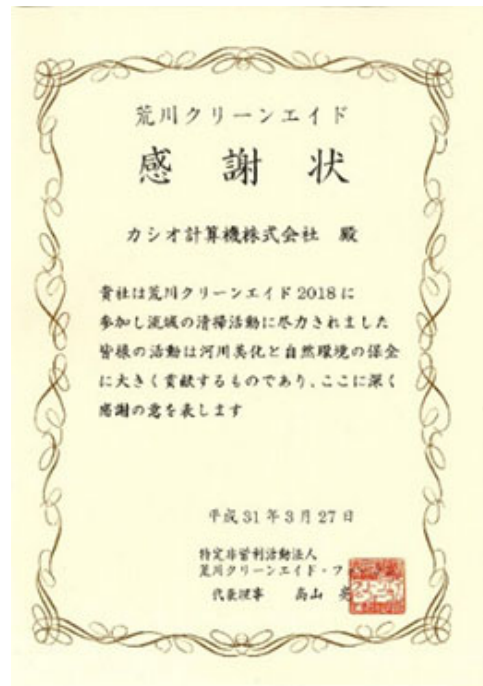 荒川クリーンエイド
感謝状
カシオ計算機株式会社 殿
貴社は荒川クリーンエイド2018に
参加し流域の清掃活動に尽力されました
皆様の活動は河川美化と自然環境の保全
に大きく貢献するものであり、ここに深く
感謝の意を表します
平成31年3月27日
特定非営利活動法人
荒川クリーンエイド・フ
代表理事 高山